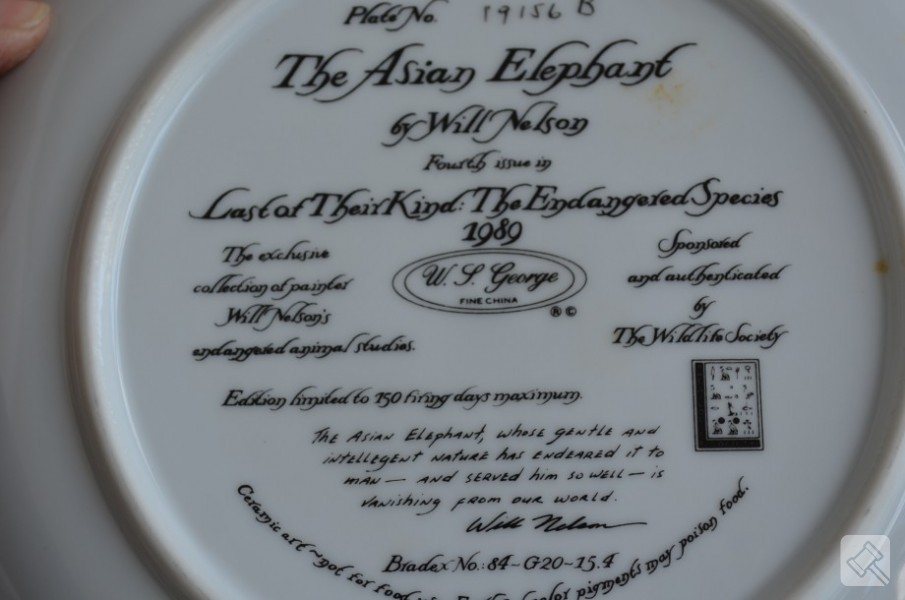 Plate No. 19156 B
The Asian Elephant
by Will Nelson
Fourth issue in
Last of Their Kind: The Endangered Species
1989
The exclusive
collection of painter
Will Nelson's
endangered animal studies.
W. S. George
FINE CHINA
® ©
Sponsored
and authenticated
by
The Wildlife Society
Edition limited to 150 firing days maximum.
THE ASIAN ELEPHANT, WHOSE GENTLE AND
INTELLEGENT NATURE HAS ENDEARED IT TO
MAN — AND SERVED HIM SO WELL — IS
VANISHING FROM OUR WORLD.
Will Nelson
Bradex No.: 84-G20-15.4
Ceramic art ~ not for food color pigments may poison food.